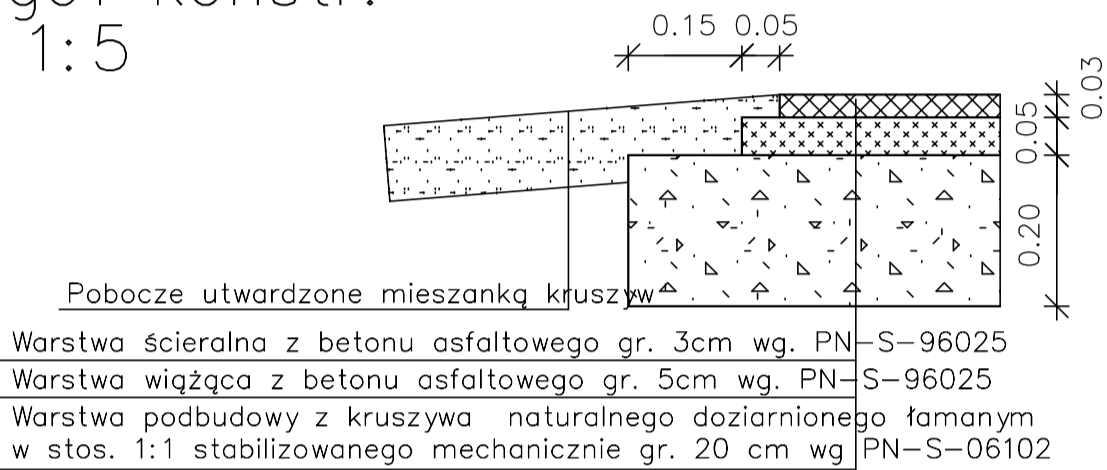 1:5
0.15 0.05
0.03
0.05
0.20
Pobocze utwardzone mieszanką kruszyw
Warstwa ścieralna z betonu asfaltowego gr. 3cm wg. PN-S-96025
Warstwa wiążąca z betonu asfaltowego gr. 5cm wg. PN-S-96025
Warstwa podbudowy z kruszywa naturalnego doziarnionego łamanym
w stos. 1:1 stabilizowanego mechanicznie gr. 20 cm wg PN-S-06102